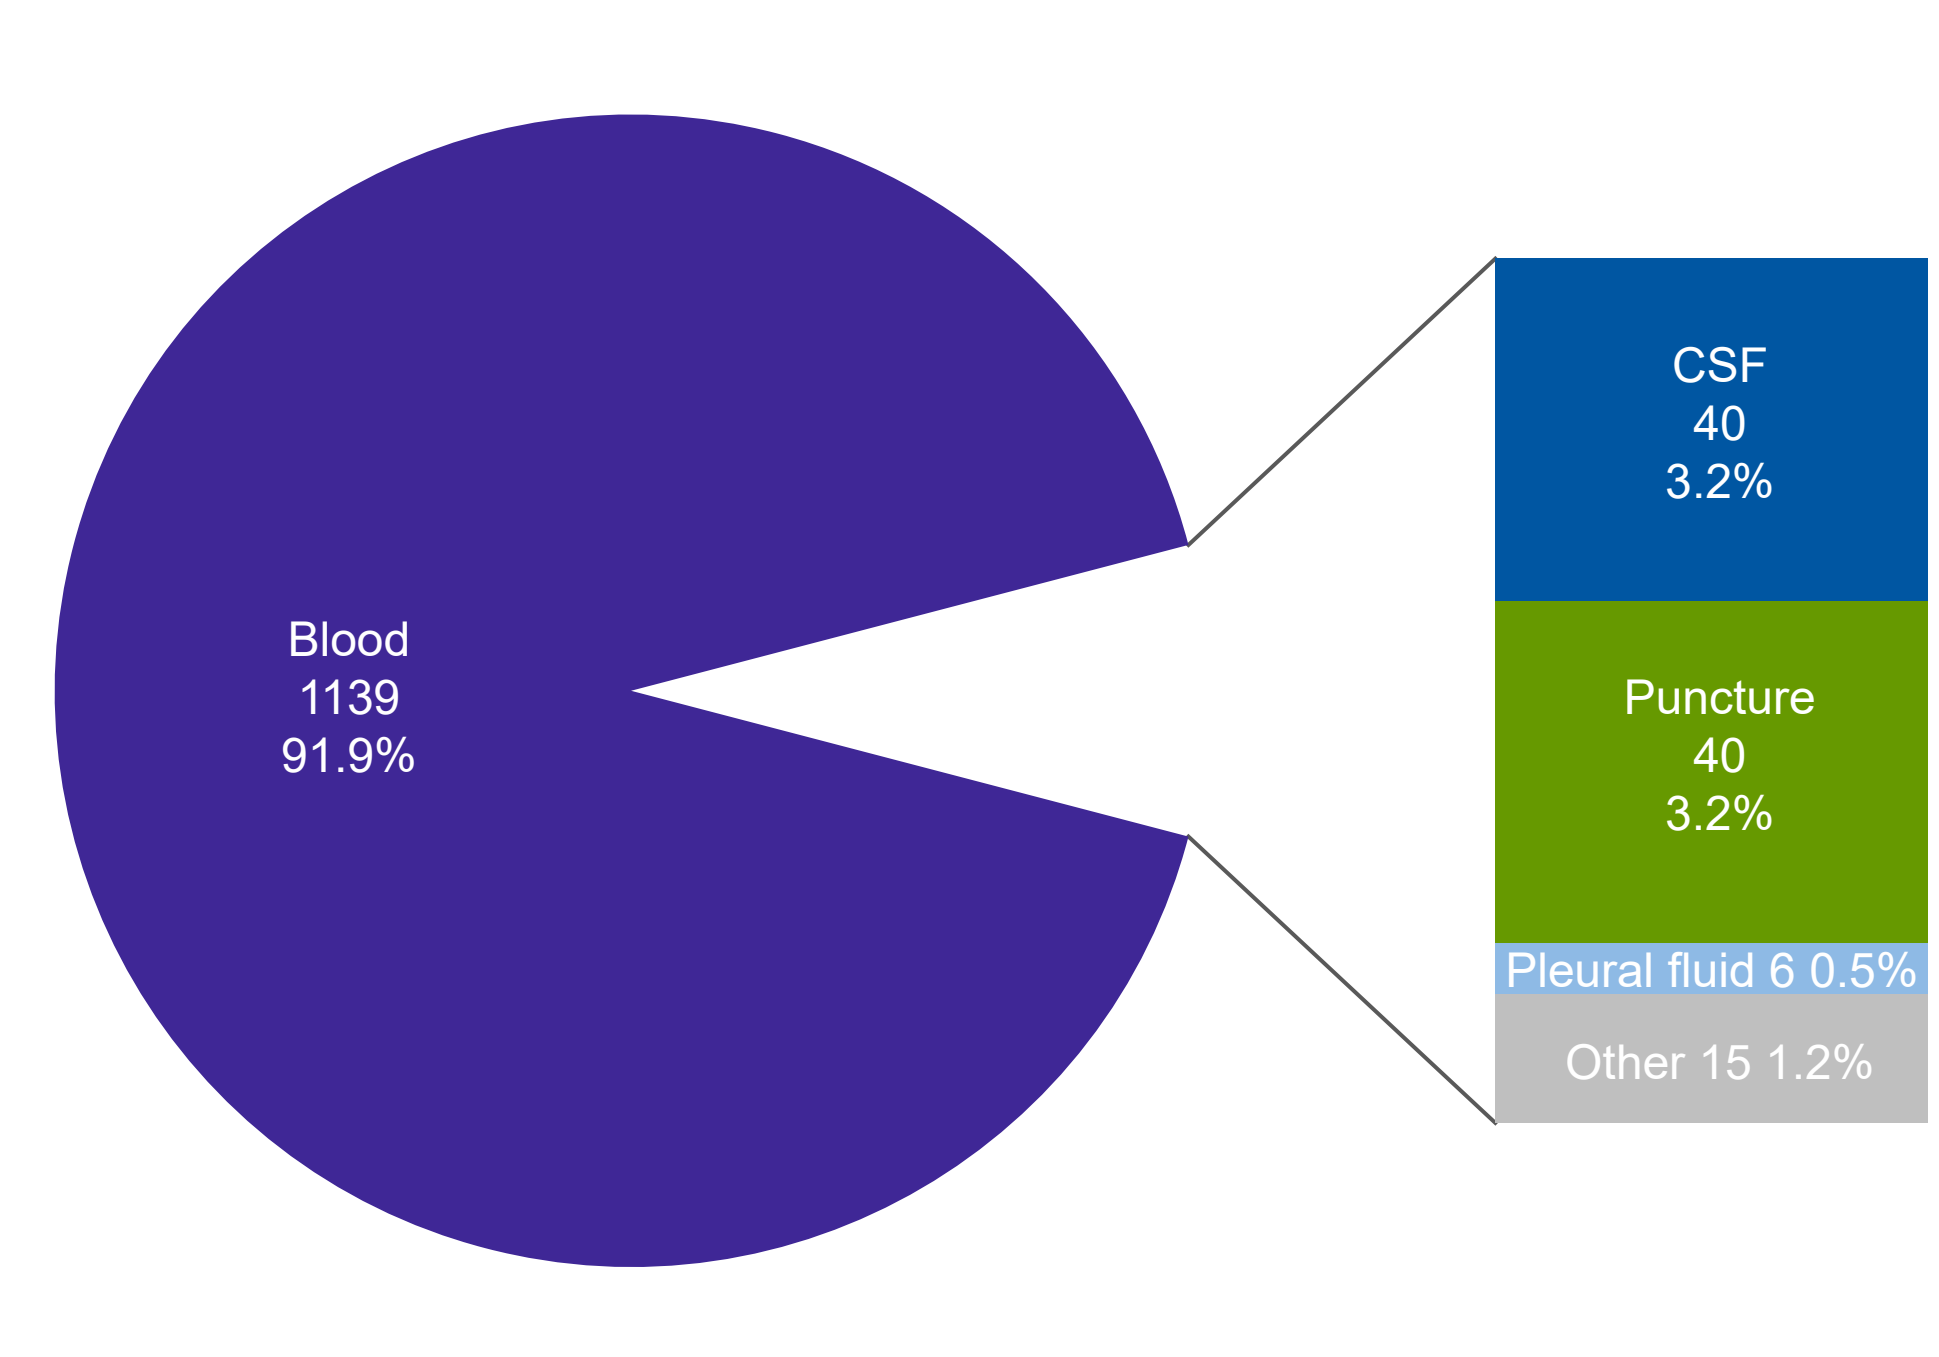 Blood
1139
91.9%
CSF
40
3.2%
Puncture
40
3.2%
Pleural fluid 6 0.5%
Other 15 1.2%